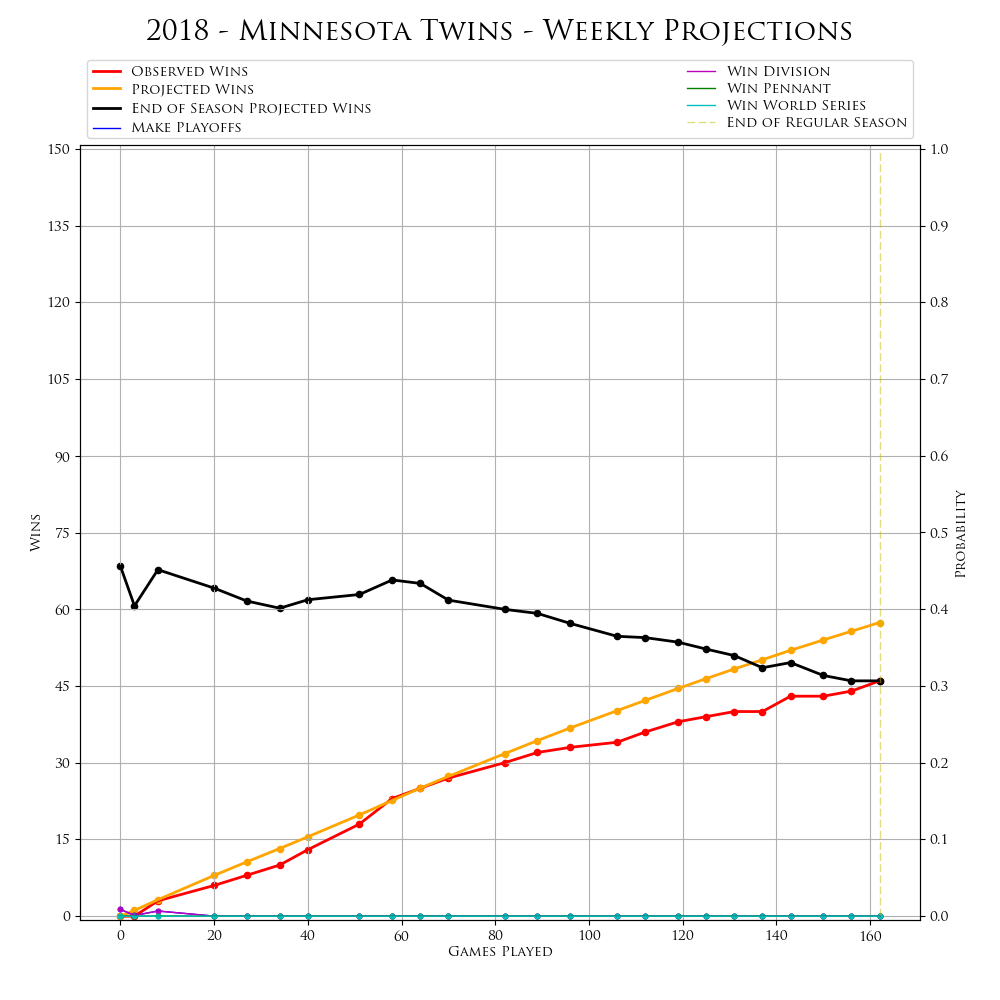 2018 - Minnesota Twins - Weekly Projections
Observed Wins
Projected Wins
End of Season Projected Wins
Make Playoffs
Win Division
Win Pennant
Win World Series
End of Regular Season
150
135
120
105
90
75
60
45
30
15
0
Wins
1.0
0.9
0.8
0.7
0.6
0.5
0.4
0.3
0.2
0.1
0.0
Probability
0 20 40 60 80 100 120 140 160
Games Played